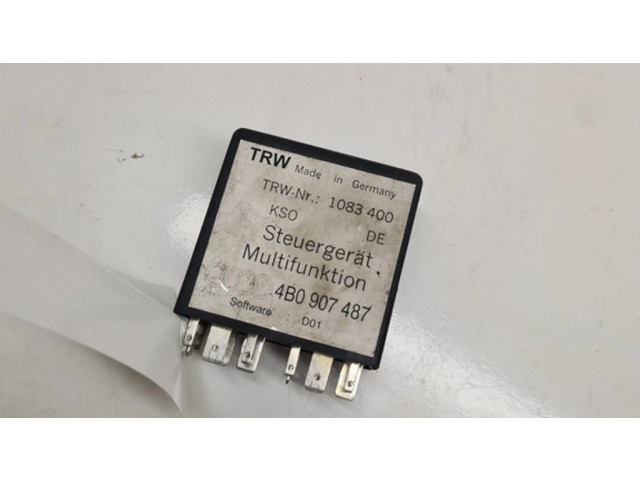 TRW Made in Germany
TRW-Nr.: 1083 400
KSO DE
Steuergerät
Multifunktion
4B0 907 487
Software D01